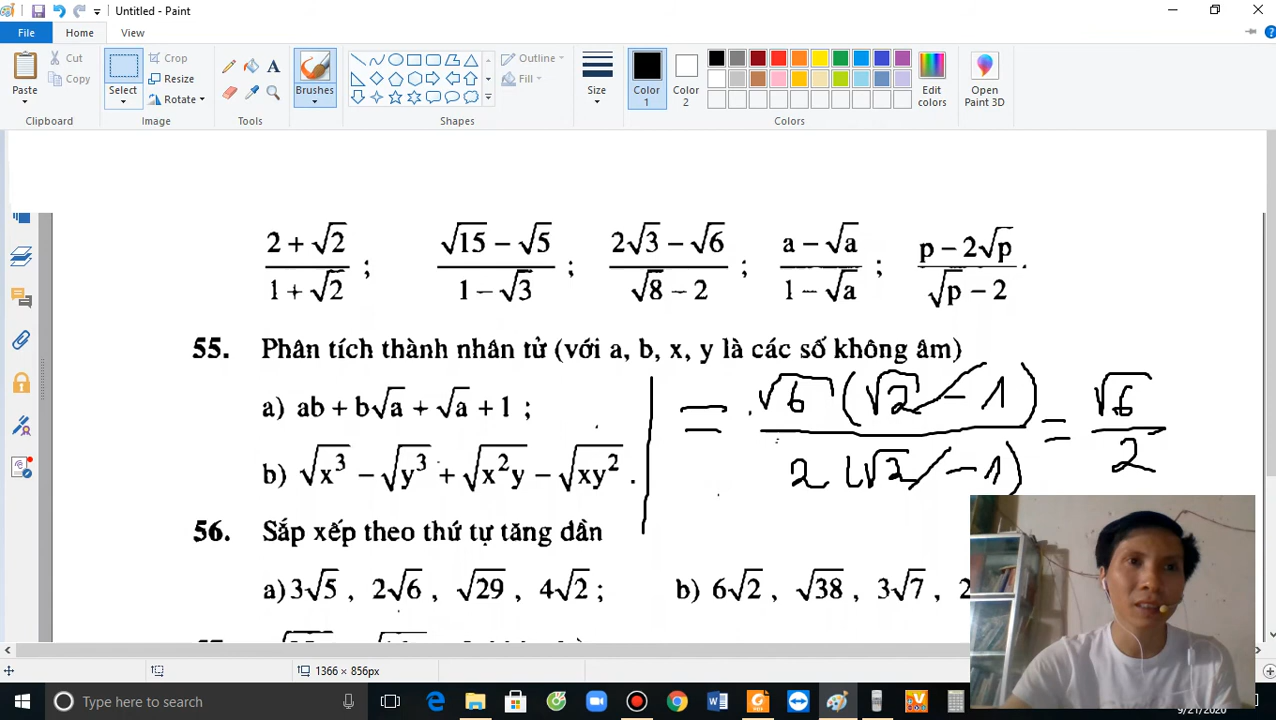 Untitled - Paint
File Home View
Paste Cut Copy Select Crop Resize Rotate Brushes Outline Fill Size Color 1 Color 2 Edit colors Open Paint 3D
Clipboard Image Tools Shapes Colors
(2 + √2)/(1 + √2) ; (√15 − √5)/(1 − √3) ; (2√3 − √6)/(√8 − 2) ; (a − √a)/(1 − √a) ; (p − 2√p)/(√p − 2) .
55. Phân tích thành nhân tử (với a, b, x, y là các số không âm)
a) ab + b√a + √a + 1 ;
= √6 (√2 − 1) / 2 (√2 − 1) = √6/2
b) √x³ − √y³ + √x²y − √xy² .
56. Sắp xếp theo thứ tự tăng dần
a) 3√5 , 2√6 , √29 , 4√2 ; b) 6√2 , √38 , 3√7 , 2
1366 × 856px
Type here to search
9/21/2020